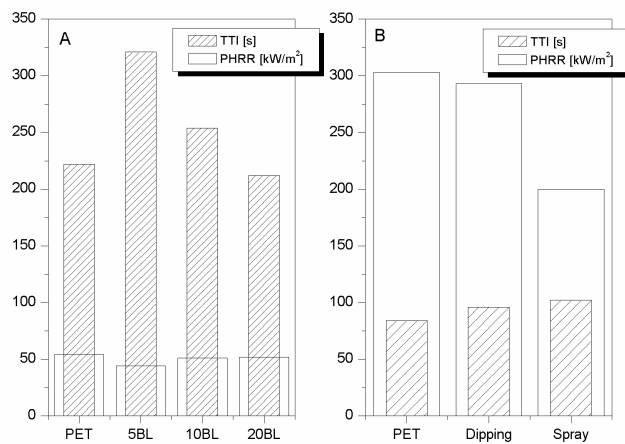 A
TTI [s]
PHRR [kW/m²]
350
300
250
200
150
100
50
0
PET 5BL 10BL 20BL
B
TTI [s]
PHRR [kW/m²]
350
300
250
200
150
100
50
0
PET Dipping Spray